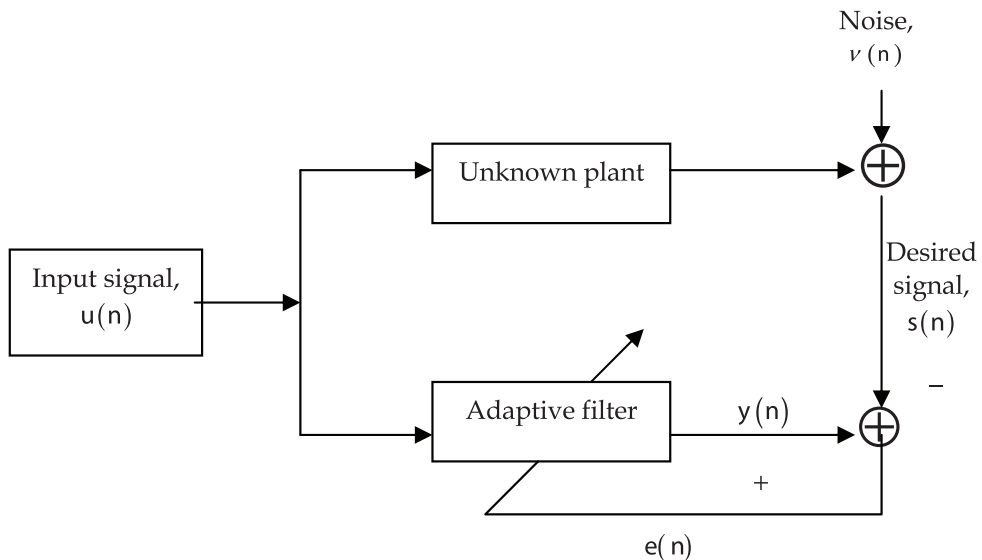 Noise,
ν(n)
Unknown plant
Input signal,
u(n)
Desired
signal,
s(n)
−
Adaptive filter
y(n)
+
e(n)